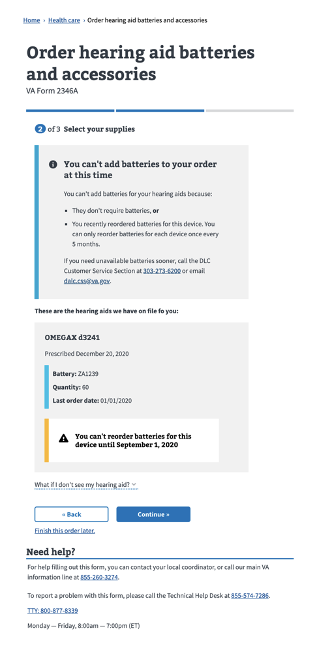 Home › Health care › Order hearing aid batteries and accessories
Order hearing aid batteries
and accessories
VA Form 2346A
2 of 3 Select your supplies
You can't add batteries to your order
at this time
You can't add batteries for your hearing aids because:
• They don't require batteries, or
• You recently reordered batteries for this device. You
can only reorder batteries for each device once every
5 months.
If you need unavailable batteries sooner, call the DLC
Customer Service Section at 303-273-6200 or email
dalc.css@va.gov.
These are the hearing aids we have on file fo you:
OMEGAX d3241
Prescribed December 20, 2020
Battery: ZA1239
Quantity: 60
Last order date: 01/01/2020
You can't reorder batteries for this
device until September 1, 2020
What if I don't see my hearing aid?
« Back
Continue »
Finish this order later.
Need help?
For help filling out this form, you can contact your local coordinator, or call our main VA
information line at 855-260-3274.
To report a problem with this form, please call the Technical Help Desk at 855-574-7286.
TTY: 800-877-8339
Monday — Friday, 8:00am — 7:00pm (ET)